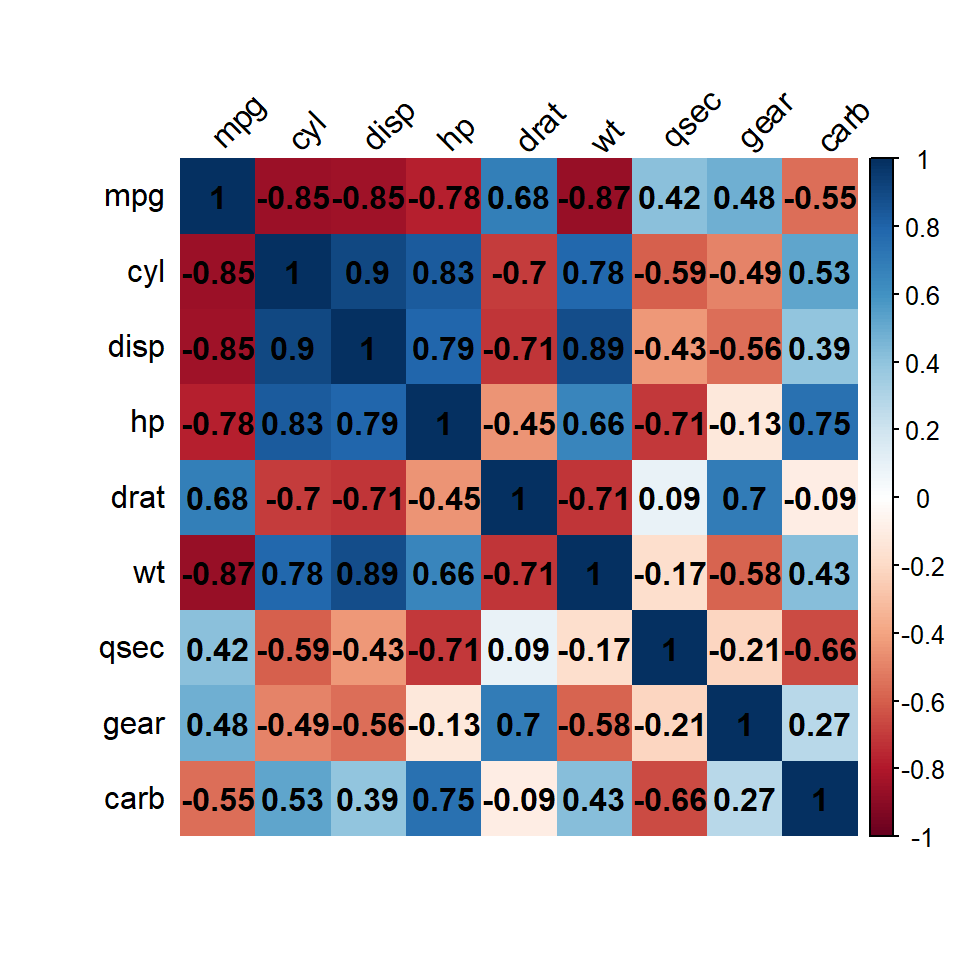 mpg cyl disp hp drat wt qsec gear carb
mpg 1 -0.85 -0.85 -0.78 0.68 -0.87 0.42 0.48 -0.55
cyl -0.85 1 0.9 0.83 -0.7 0.78 -0.59 -0.49 0.53
disp -0.85 0.9 1 0.79 -0.71 0.89 -0.43 -0.56 0.39
hp -0.78 0.83 0.79 1 -0.45 0.66 -0.71 -0.13 0.75
drat 0.68 -0.7 -0.71 -0.45 1 -0.71 0.09 0.7 -0.09
wt -0.87 0.78 0.89 0.66 -0.71 1 -0.17 -0.58 0.43
qsec 0.42 -0.59 -0.43 -0.71 0.09 -0.17 1 -0.21 -0.66
gear 0.48 -0.49 -0.56 -0.13 0.7 -0.58 -0.21 1 0.27
carb -0.55 0.53 0.39 0.75 -0.09 0.43 -0.66 0.27 1
1
0.8
0.6
0.4
0.2
0
-0.2
-0.4
-0.6
-0.8
-1